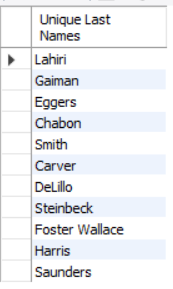 Unique Last
Names
Lahiri
Gaiman
Eggers
Chabon
Smith
Carver
DeLillo
Steinbeck
Foster Wallace
Harris
Saunders